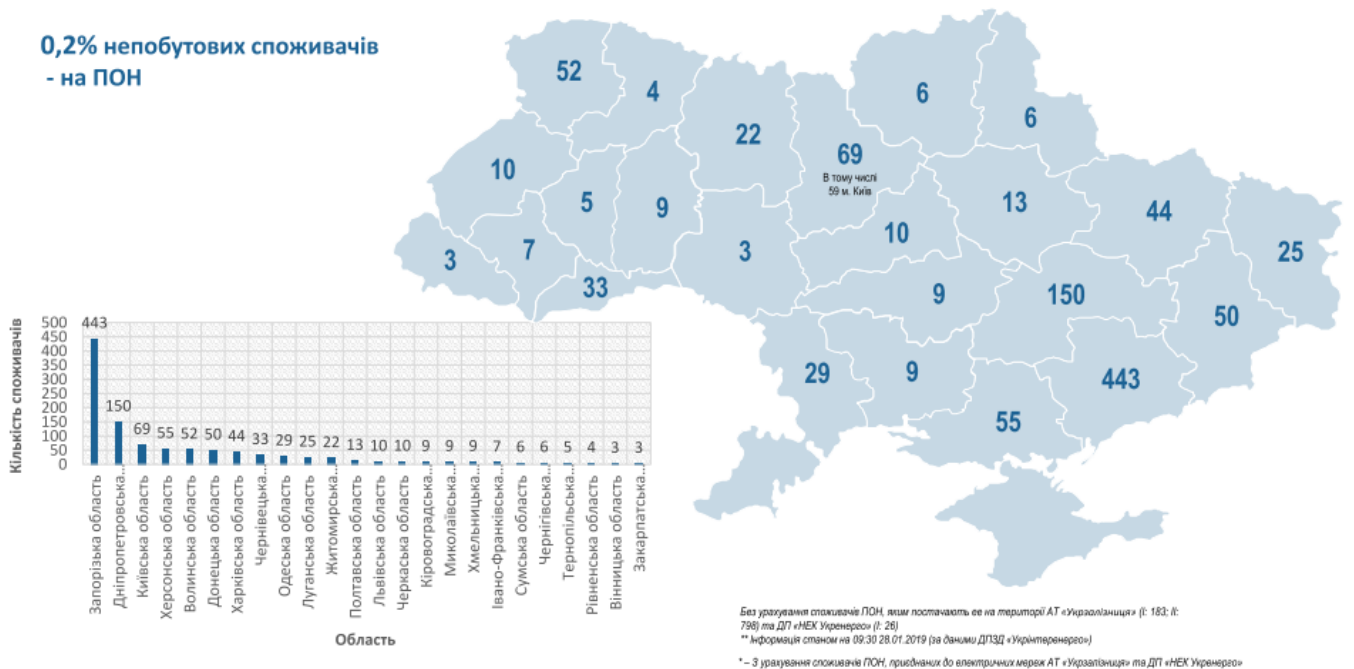 0,2% непобутових споживачів
- на ПОН
52
4
22
6
6
69
В тому числі
59 м. Київ
10
5
9
13
44
25
3
7
3
10
33
9
150
50
29
9
443
55
Кількість споживачів
500
450
400
350
300
250
200
150
100
50
0
443
150
69
55
52
50
44
33
29
25
22
13
10
10
9
9
9
7
6
6
5
4
3
3
Запорізька область
Дніпропетровська…
Київська область
Херсонська область
Волинська область
Донецька область
Харківська область
Чернівецька…
Одеська область
Луганська область
Житомирська…
Полтавська область
Львівська область
Черкаська область
Кіровоградська…
Миколаївська…
Хмельницька…
Івано-Франківська…
Сумська область
Чернігівська…
Тернопільська…
Рівненська область
Вінницька область
Закарпатська…
Область
Без урахування споживачів ПОН, яким постачають ее на території АТ «Укрзалізниця» (І: 183; ІІ:
798) та ДП «НЕК Укренерго» (І: 26)
** Інформація станом на 09:30 28.01.2019 (за даними ДПЗД «Укрінтеренерго»)
* – З урахування споживачів ПОН, приєднаних до електричних мереж АТ «Укрзалізниця» та ДП «НЕК Укренерго»